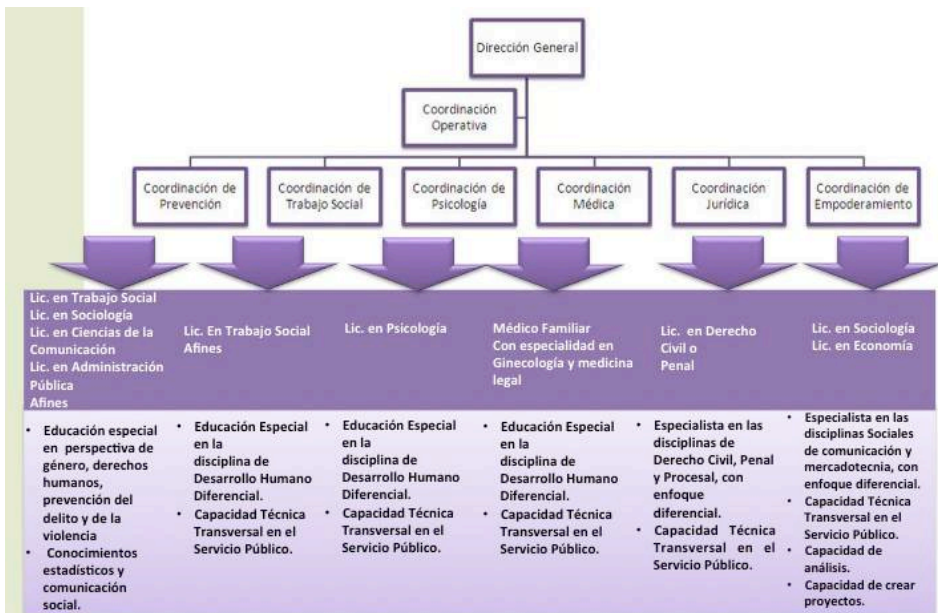 Dirección General
Coordinación
Operativa
Coordinación de
Prevención
Coordinación de
Trabajo Social
Coordinación de
Psicología
Coordinación
Médica
Coordinación
Jurídica
Coordinación de
Empoderamiento
Lic. en Trabajo Social
Lic. en Sociología
Lic. en Ciencias de la
Comunicación
Lic. en Administración
Pública
Afines
Lic. En Trabajo Social
Afines
Lic. en Psicología
Médico Familiar
Con especialidad en
Ginecología y medicina
legal
Lic. en Derecho
Civil o
Penal
Lic. en Sociología
Lic. en Economía
• Educación especial
en perspectiva de
género, derechos
humanos,
prevención del
delito y de la
violencia
• Conocimientos
estadísticos y
comunicación
social.
• Educación Especial
en la
disciplina de
Desarrollo Humano
Diferencial.
• Capacidad Técnica
Transversal en el
Servicio Público.
• Educación Especial
en la
disciplina de
Desarrollo Humano
Diferencial.
• Capacidad Técnica
Transversal en el
Servicio Público.
• Educación Especial
en la
disciplina de
Desarrollo Humano
Diferencial.
• Capacidad Técnica
Transversal en el
Servicio Público.
• Especialista en las
disciplinas de
Derecho Civil, Penal
y Procesal, con
enfoque
diferencial.
• Capacidad Técnica
Transversal en el
Servicio Público.
• Especialista en las
disciplinas Sociales
de comunicación y
mercadotecnia, con
enfoque diferencial.
• Capacidad Técnica
Transversal en el
Servicio Público.
• Capacidad de
análisis.
• Capacidad de crear
proyectos.